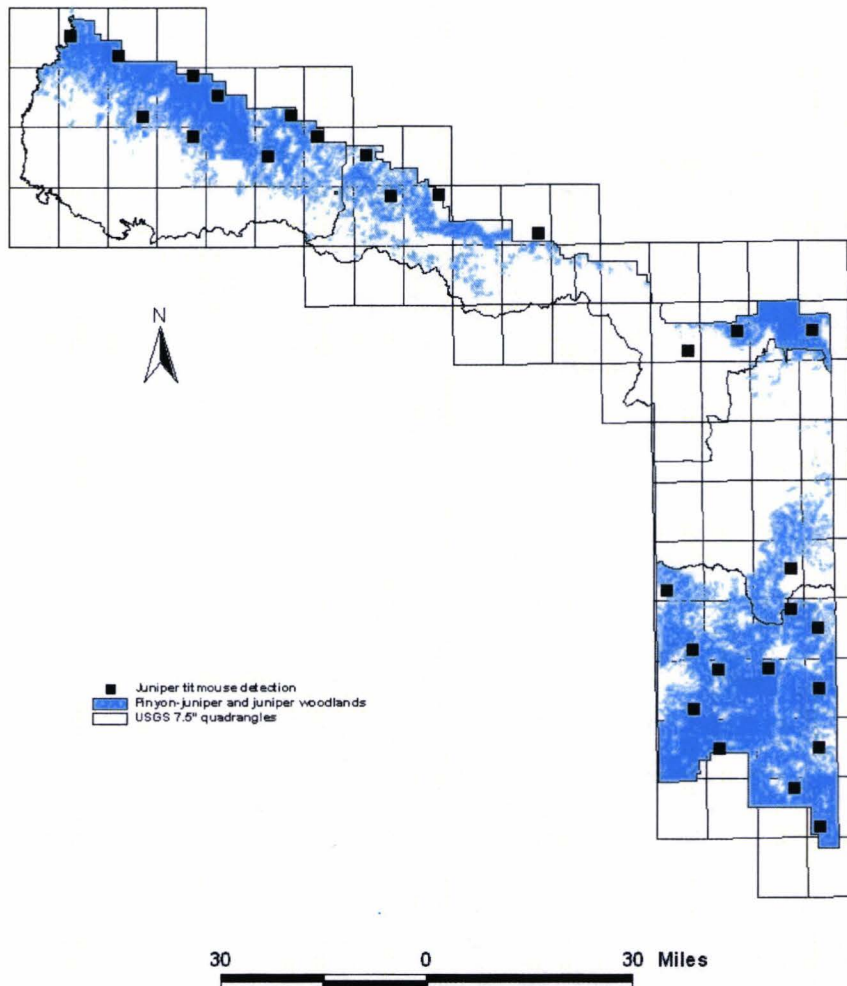 N
Juniper titmouse detection
Pinyon-juniper and juniper woodlands
USGS 7.5" quadrangles
30 0 30 Miles